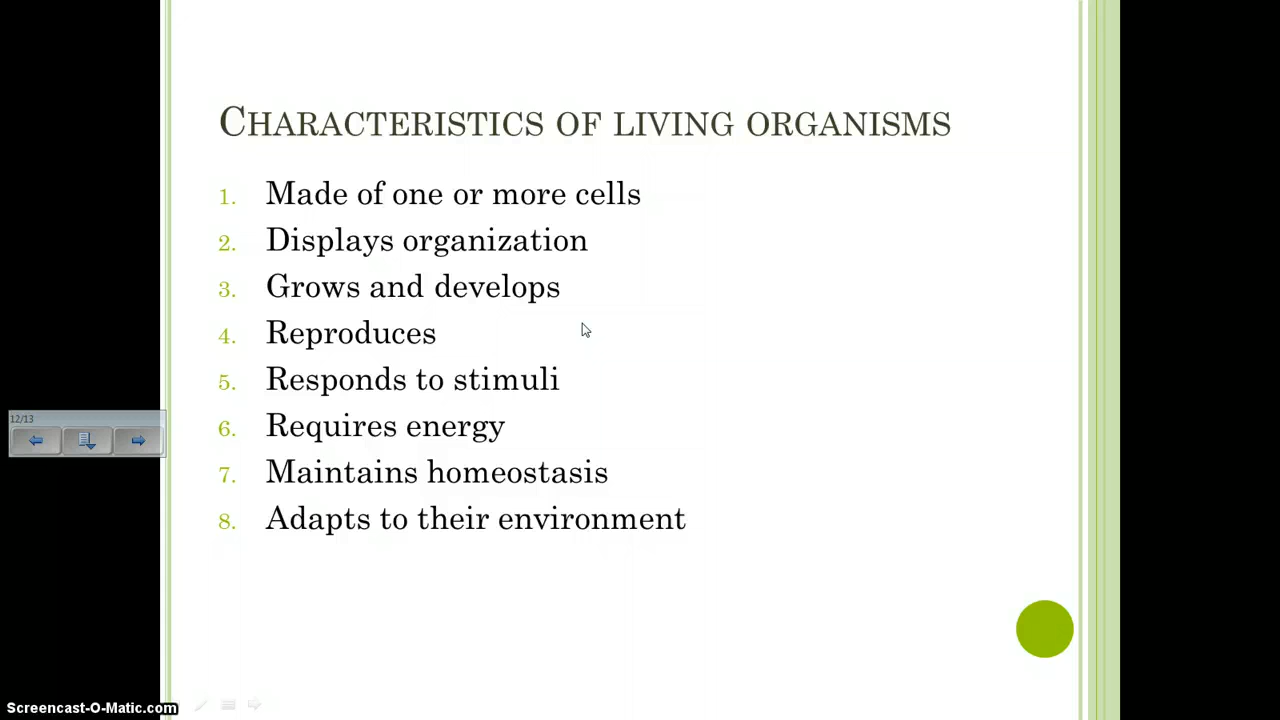 CHARACTERISTICS OF LIVING ORGANISMS
1. Made of one or more cells
2. Displays organization
3. Grows and develops
4. Reproduces
5. Responds to stimuli
12/13
6. Requires energy
7. Maintains homeostasis
8. Adapts to their environment
Screencast-O-Matic.com